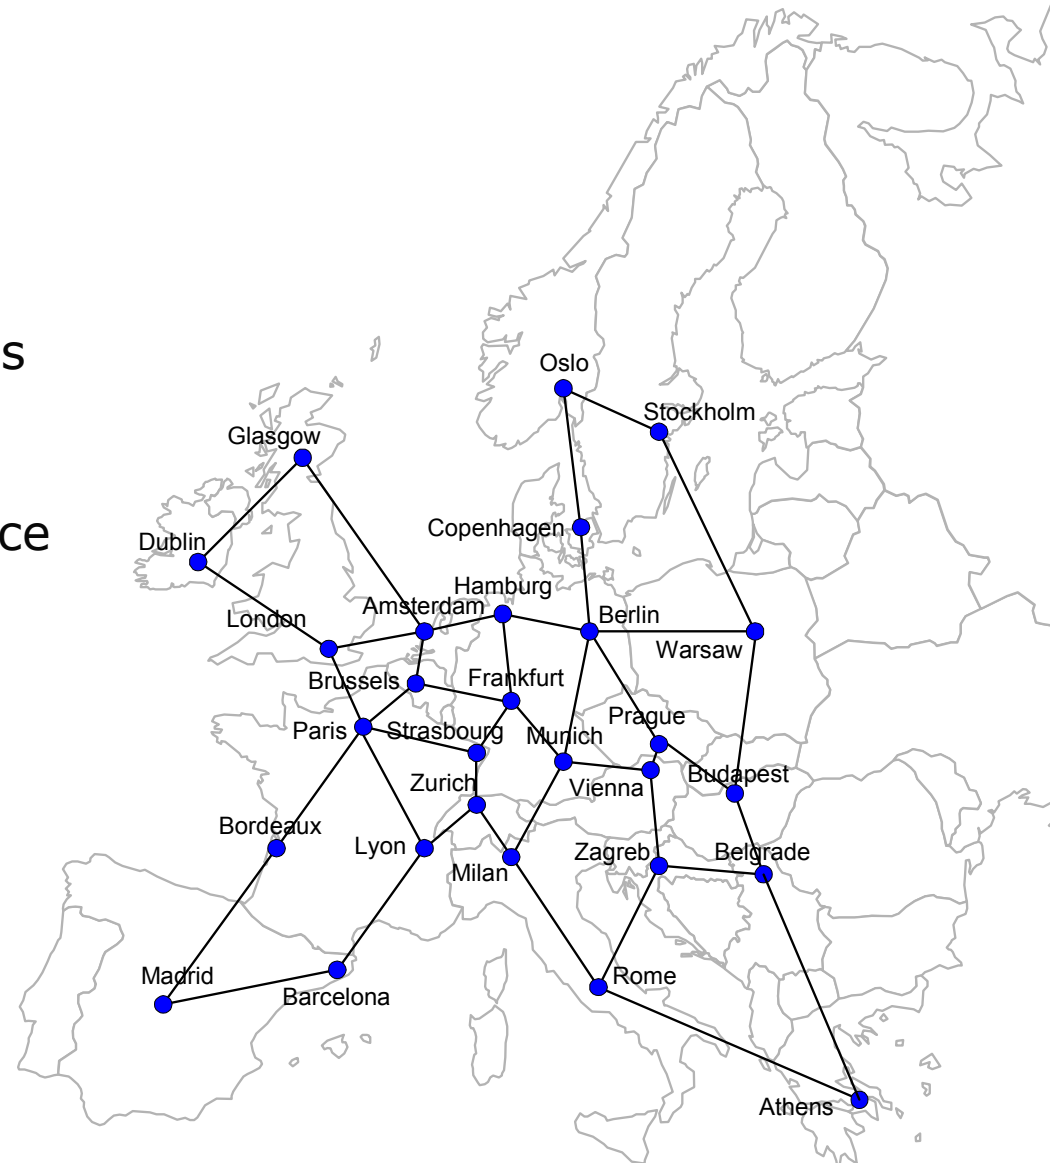 Oslo
s
Stockholm
Glasgow
ce
Copenhagen
Dublin
Hamburg
Amsterdam
Berlin
London
Warsaw
Brussels
Frankfurt
Prague
Paris
Strasbourg
Munich
Budapest
Zurich
Vienna
Bordeaux
Lyon
Zagreb
Belgrade
Milan
Madrid
Rome
Barcelona
Athens